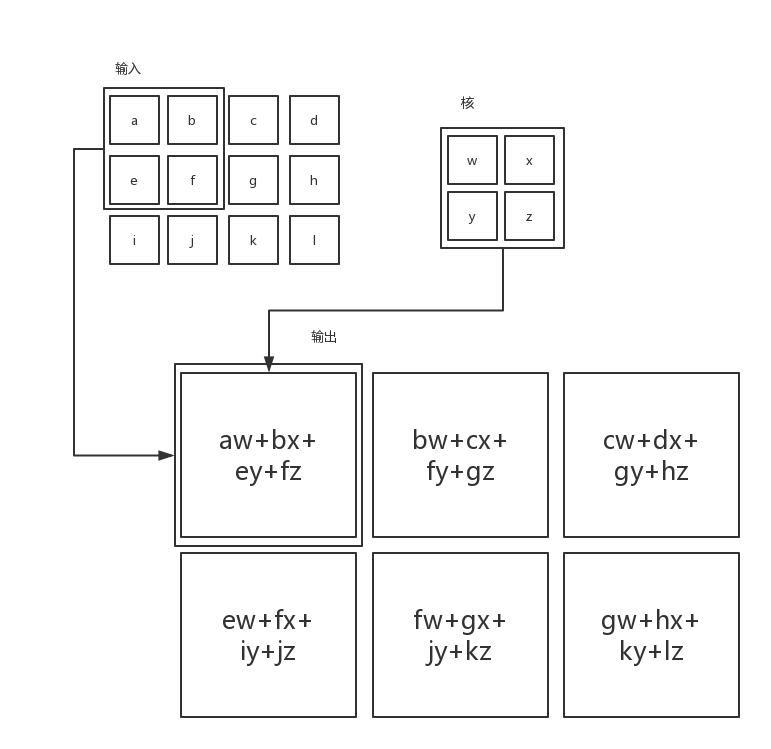 输入
核
a b c d
w x
e f g h
y z
i j k l
输出
aw+bx+
ey+fz
bw+cx+
fy+gz
cw+dx+
gy+hz
ew+fx+
iy+jz
fw+gx+
jy+kz
gw+hx+
ky+lz